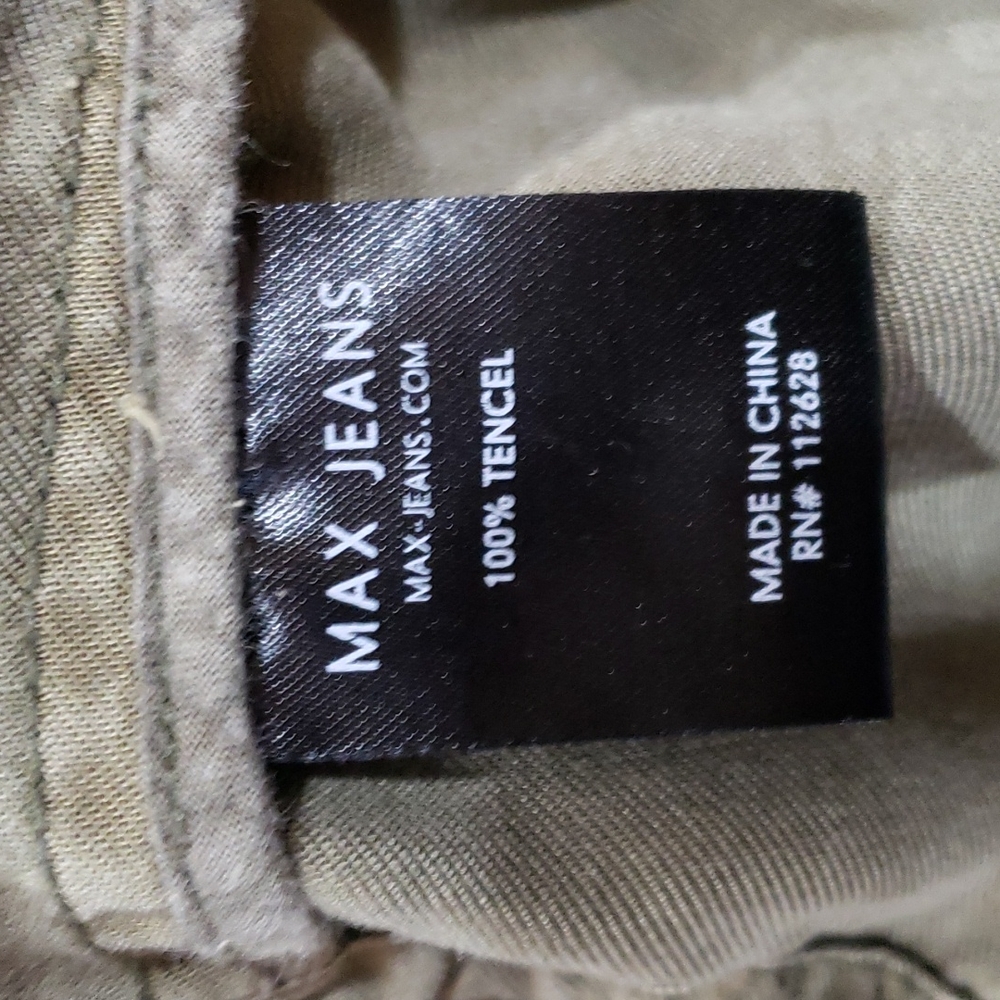 MAX JEANS
MAX-JEANS.COM
100% TENCEL
MADE IN CHINA
RN# 112628